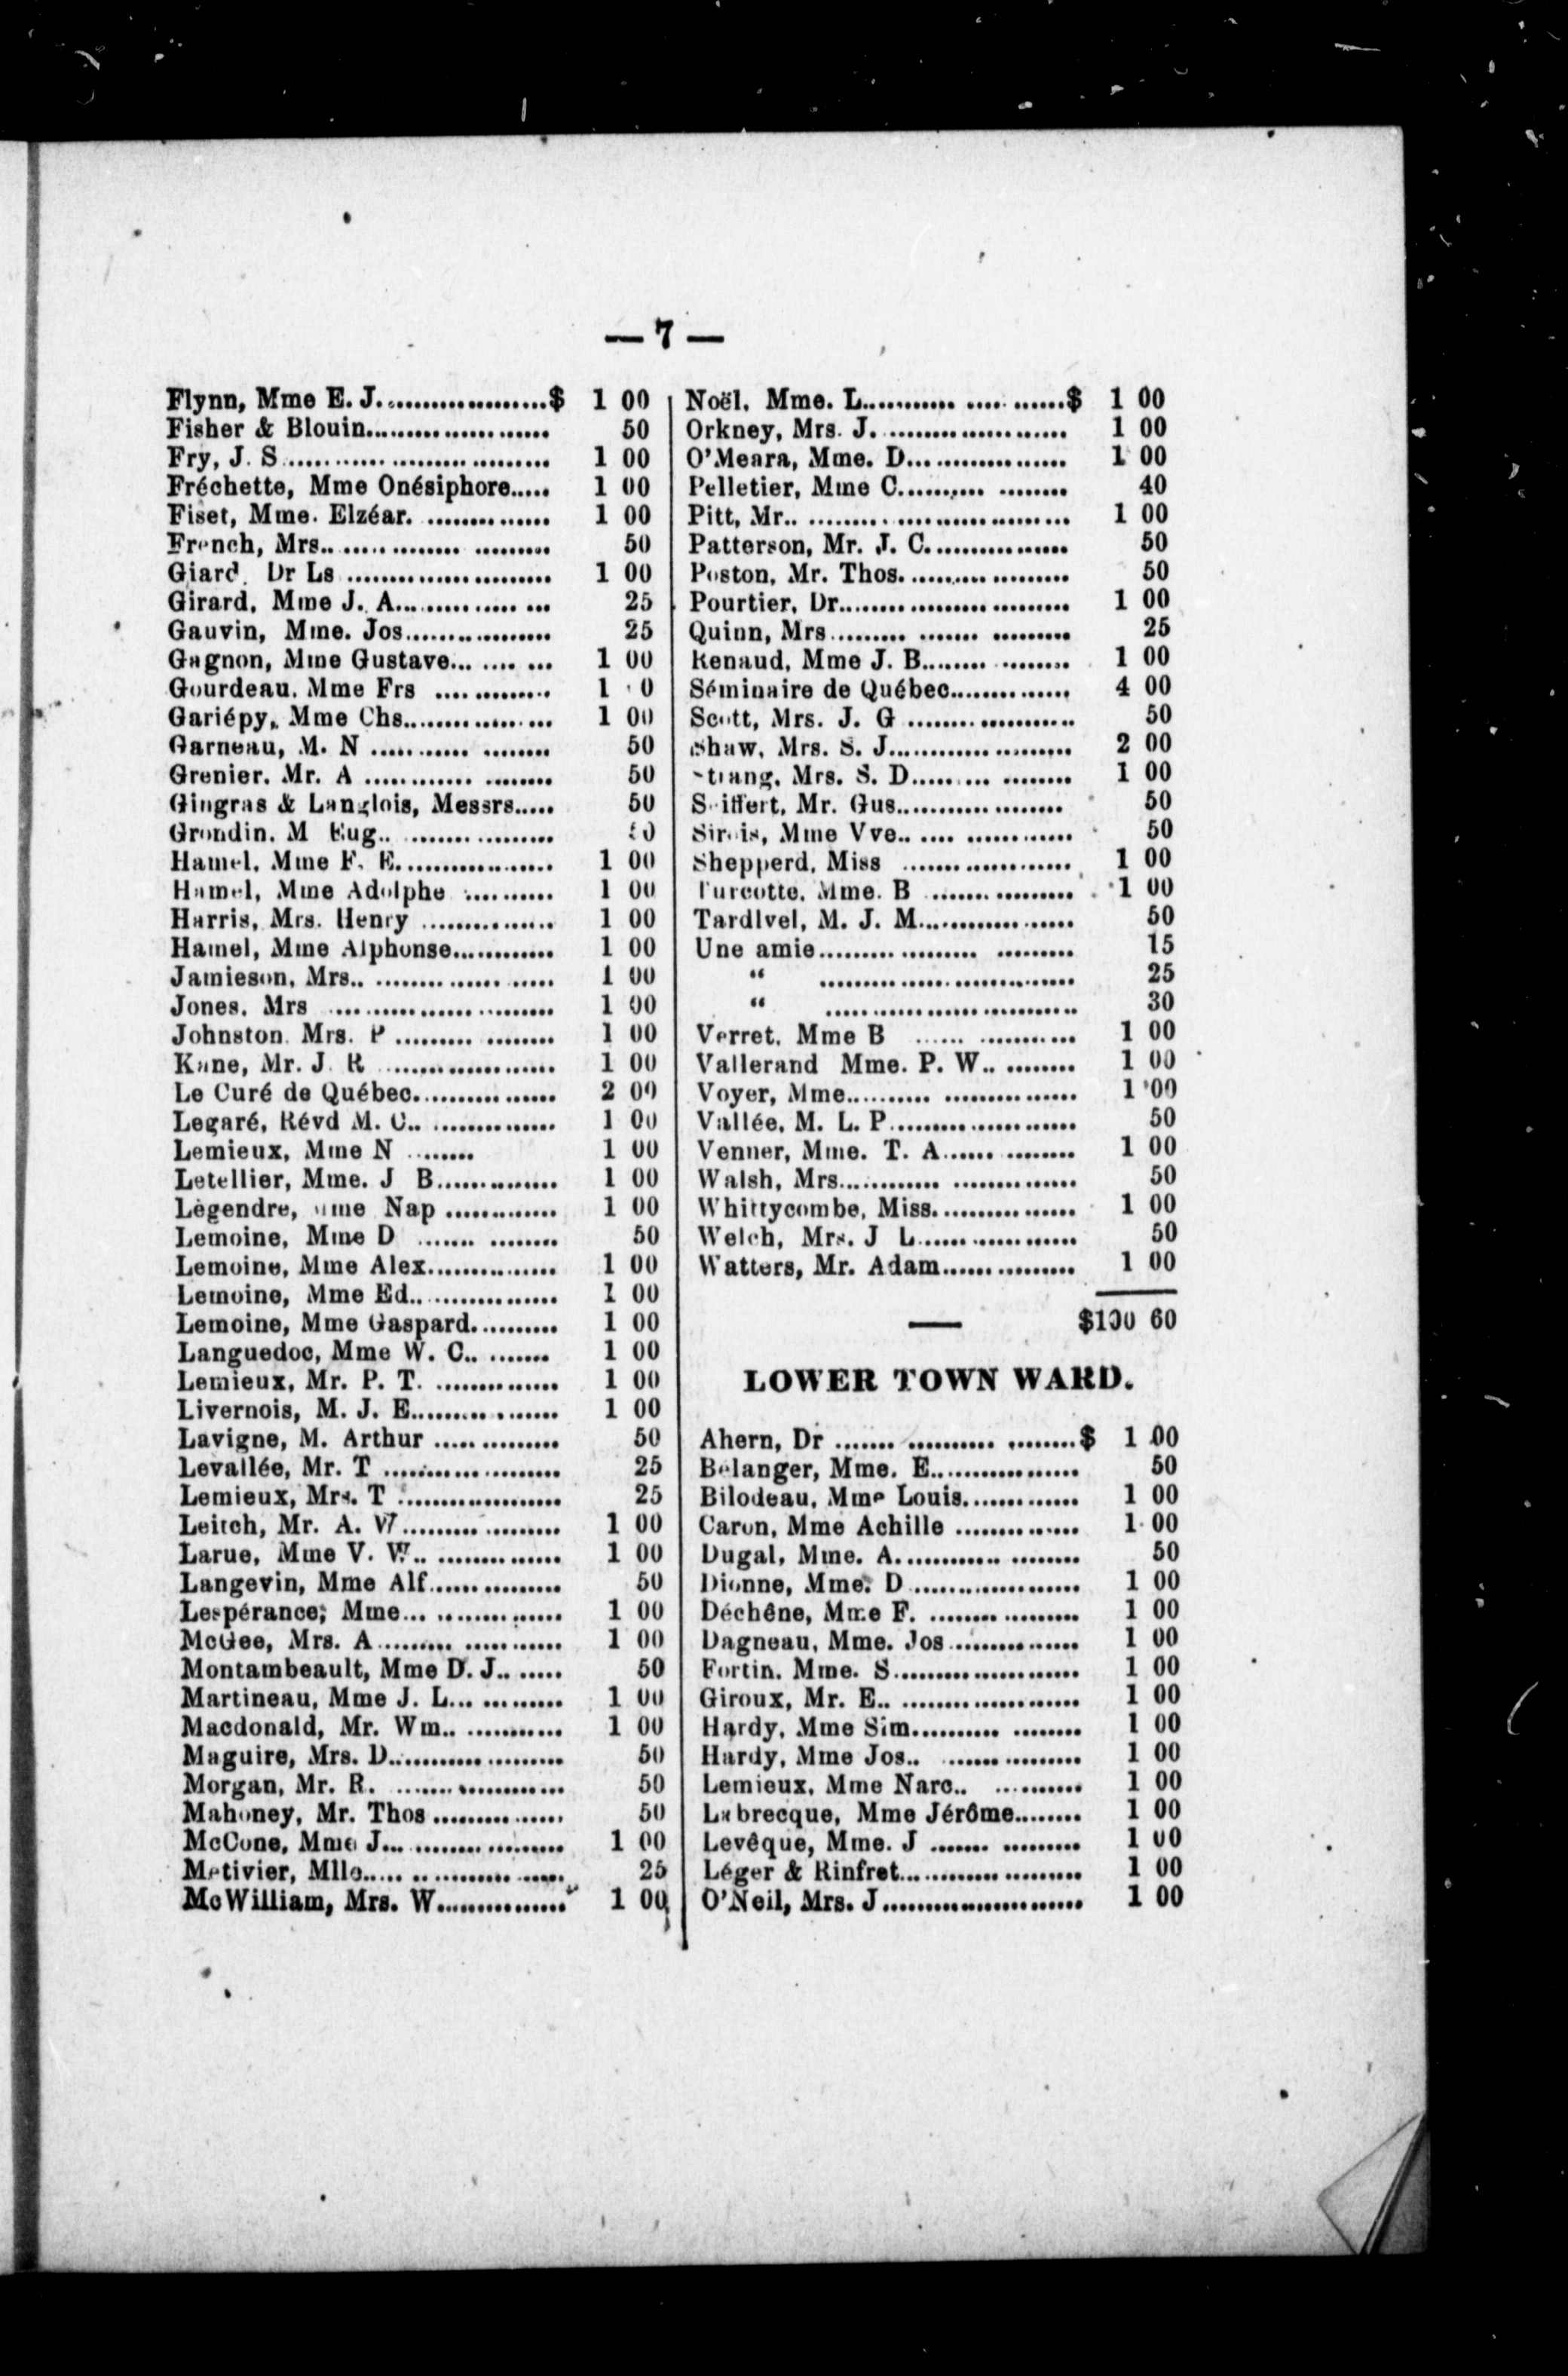 — 7 —
Flynn, Mme E. J....................$ 1 00
Fisher & Blouin...................... 50
Fry, J. S................................ 1 00
Fréchette, Mme Onésiphore..... 1 00
Fiset, Mme. Elzéar. ............... 1 00
French, Mrs.. ........................ 50
Giard, Dr Ls ........................ 1 00
Girard, Mme J. A.................. 25
Gauvin, Mme. Jos................. 25
Gagnon, Mme Gustave............ 1 00
Gourdeau, Mme Frs .............. 1 0
Gariépy, Mme Chs................. 1 00
Garneau, M. N .................... 50
Grenier, Mr. A ..................... 50
Gingras & Langlois, Messrs..... 50
Grondin, M Eug.. .................
Hamel, Mme F. E.................. 1 00
Hamel, Mme Adolphe ........... 1 00
Harris, Mrs. Henry ............... 1 00
Hamel, Mme Alphonse............ 1 00
Jamieson, Mrs.. ................... 1 00
Jones, Mrs ......................... 1 00
Johnston Mrs. P .................. 1 00
Kane, Mr. J. R .................... 1 00
Le Curé de Québec................ 2 00
Legaré, Révd M. C.. .............. 1 00
Lemieux, Mme N ........ 1 00
Letellier, Mme. J B.............. 1 00
Légendre, Mme Nap ............. 1 00
Lemoine, Mme D ................ 50
Lemoine, Mme Alex............... 1 00
Lemoine, Mme Ed.. .............. 1 00
Lemoine, Mme Gaspard.......... 1 00
Languedoc, Mme W. C.. ........ 1 00
Lemieux, Mr. P. T. .............. 1 00
Livernois, M. J. E................ 1 00
Lavigne, M. Arthur .............. 50
Levallée, Mr. T .................... 25
Lemieux, Mrs. T ................... 25
Leitch, Mr. A. W.................. 1 00
Larue, Mme V. W.. .............. 1 00
Langevin, Mme Alf............... 50
Lespérance, Mme.................. 1 00
McGee, Mrs. A.................... 1 00
Montambeault, Mme D. J.. ..... 50
Martineau, Mme J. L............. 1 00
Macdonald, Mr. Wm.. ........... 1 00
Maguire, Mrs. D.................... 50
Morgan, Mr. R. ................... 50
Mahoney, Mr. Thos ............... 50
McCone, Mme J.................... 1 00
Metivier, Mlle...................... 25
McWilliam, Mrs. W............... 1 00
Noël, Mme. L.......................$ 1 00
Orkney, Mrs. J. ..................... 1 00
O'Meara, Mme. D................. 1 00
Pelletier, Mme C.................. 40
Pitt, Mr.. ........................... 1 00
Patterson, Mr. J. C................ 50
Poston, Mr. Thos................... 50
Pourtier, Dr......................... 1 00
Quinn, Mrs.......................... 25
Renaud, Mme J. B................. 1 00
Séminaire de Québec.............. 4 00
Scott, Mrs. J. G ................... 50
Shaw, Mrs. S. J.................... 2 00
Strang, Mrs. S. D.................. 1 00
Seiffert, Mr. Gus................... 50
Sirois, Mme Vve.. ................ 50
Shepperd, Miss .................... 1 00
Turcotte, Mme. B ................. 1 00
Tardivel, M. J. M.................. 50
Une amie............................ 15
" ............................ 25
" ............................ 30
Verret, Mme B .................... 1 00
Vallerand Mme. P. W.. ........ 1 00
Voyer, Mme......................... 1 00
Vallée, M. L. P..................... 50
Venner, Mme. T. A............... 1 00
Walsh, Mrs.......................... 50
Whittycombe, Miss................ 1 00
Welch, Mrs. J L................... 50
Watters, Mr. Adam............... 1 00
$100 60
LOWER TOWN WARD.
Ahern, Dr ..........................$ 1 00
Belanger, Mme. E.................. 50
Bilodeau, Mme Louis............. 1 00
Caron, Mme Achille .............. 1 00
Dugal, Mme. A.................... 50
Dionne, Mme. D ................... 1 00
Déchêne, Mme F. ................. 1 00
Dagneau, Mme. Jos............... 1 00
Fortin, Mme. S..................... 1 00
Giroux, Mr. E.. .................... 1 00
Hardy, Mme Sim.................. 1 00
Hardy, Mme Jos.. ................ 1 00
Lemieux, Mme Narc.. .......... 1 00
Labrecque, Mme Jérôme........ 1 00
Levêque, Mme. J ................. 1 00
Léger & Rinfret.................... 1 00
O'Neil, Mrs. J ....................... 1 00